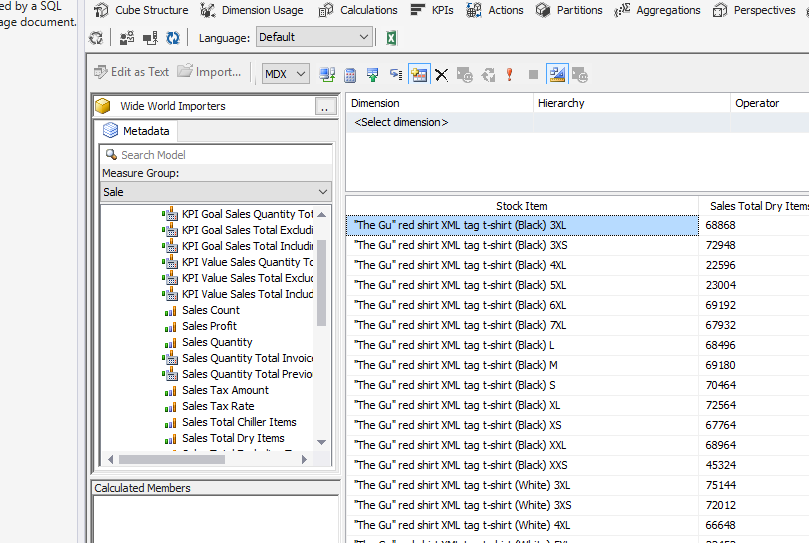 ed by a SQL
age document.
Cube Structure Dimension Usage Calculations KPIs Actions Partitions Aggregations Perspectives
Language: Default
Edit as Text Import... MDX
Wide World Importers ..
Metadata
Search Model
Measure Group:
Sale
KPI Goal Sales Quantity Tot
KPI Goal Sales Total Excludi
KPI Goal Sales Total Includin
KPI Value Sales Quantity To
KPI Value Sales Total Exclud
KPI Value Sales Total Includ
Sales Count
Sales Profit
Sales Quantity
Sales Quantity Total Invoice
Sales Quantity Total Previo
Sales Tax Amount
Sales Tax Rate
Sales Total Chiller Items
Sales Total Dry Items
Calculated Members
Dimension Hierarchy Operator
<Select dimension>
Stock Item Sales Total Dry Items
"The Gu" red shirt XML tag t-shirt (Black) 3XL 68868
"The Gu" red shirt XML tag t-shirt (Black) 3XS 72948
"The Gu" red shirt XML tag t-shirt (Black) 4XL 22596
"The Gu" red shirt XML tag t-shirt (Black) 5XL 23004
"The Gu" red shirt XML tag t-shirt (Black) 6XL 69192
"The Gu" red shirt XML tag t-shirt (Black) 7XL 67932
"The Gu" red shirt XML tag t-shirt (Black) L 68496
"The Gu" red shirt XML tag t-shirt (Black) M 69180
"The Gu" red shirt XML tag t-shirt (Black) S 70464
"The Gu" red shirt XML tag t-shirt (Black) XL 72564
"The Gu" red shirt XML tag t-shirt (Black) XS 67764
"The Gu" red shirt XML tag t-shirt (Black) XXL 68964
"The Gu" red shirt XML tag t-shirt (Black) XXS 45324
"The Gu" red shirt XML tag t-shirt (White) 3XL 75144
"The Gu" red shirt XML tag t-shirt (White) 3XS 72012
"The Gu" red shirt XML tag t-shirt (White) 4XL 66648